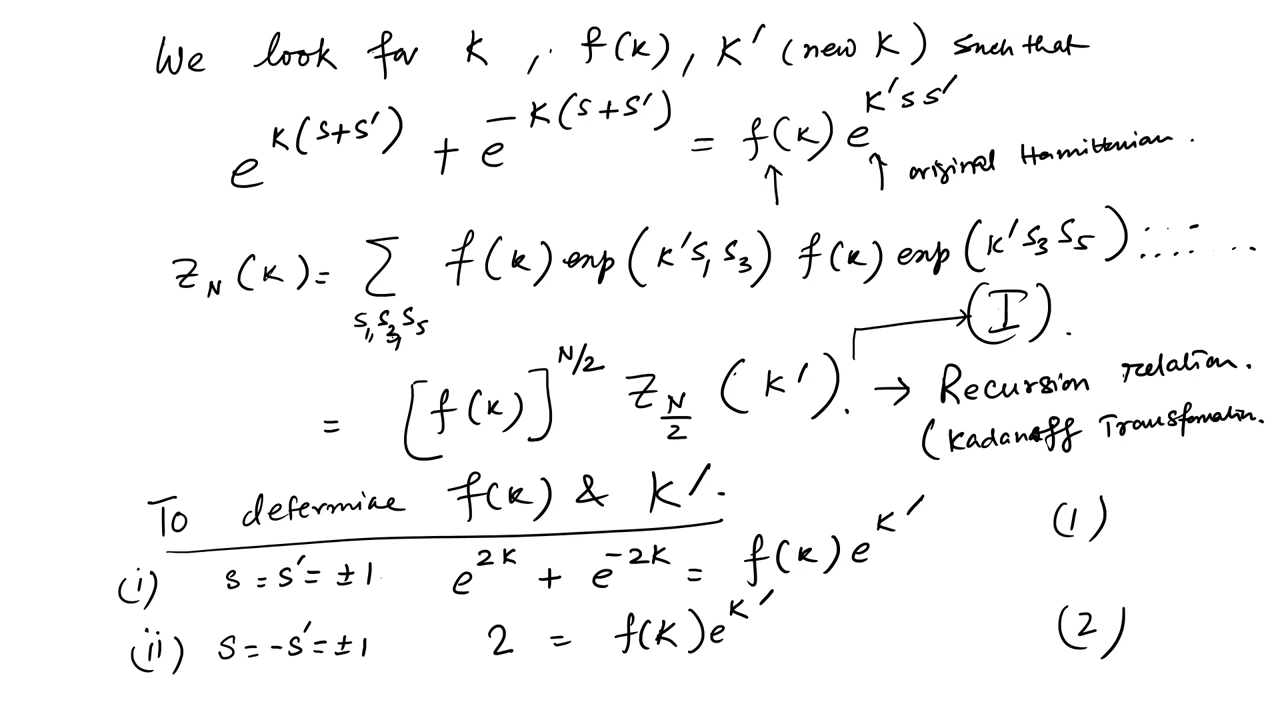 We look for K, f(K), K' (new K) such that
e^{K(s+s')} + e^{-K(s+s')} = f(K) e^{K'ss'}
↑ ↑ original Hamiltonian.
Z_N(K) = Σ_{s₁,s₃,s₅} f(K) exp(K's₁s₃) f(K) exp(K's₃s₅) ........
→ (I).
= [f(K)]^{N/2} Z_{N/2}(K'). → Recursion relation.
(Kadanoff Transformation.
To determine f(K) & K'.
(i) s = s' = ±1 e^{2K} + e^{-2K} = f(K) e^{K'} (1)
(ii) s = -s' = ±1 2 = f(K) e^{K'} (2)